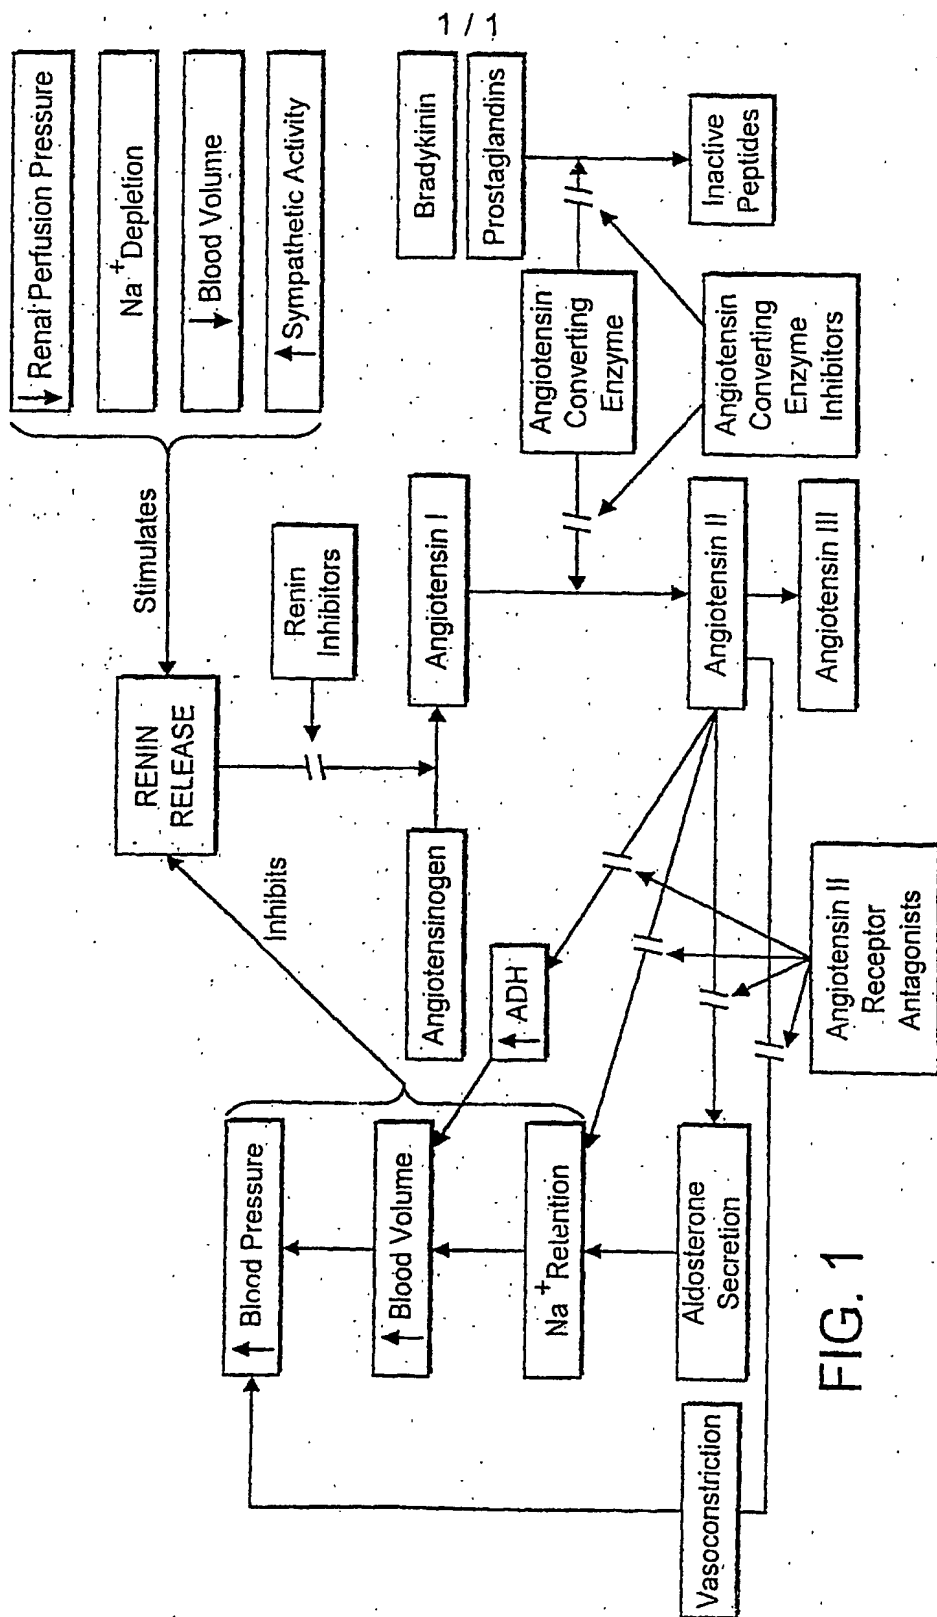 1 / 1
↓ Renal Perfusion Pressure
Na⁺ Depletion
↓ Blood Volume
↑ Sympathetic Activity
Stimulates
RENIN
RELEASE
Inhibits
Renin
Inhibitors
Angiotensinogen
Angiotensin I
Bradykinin
Prostaglandins
Angiotensin
Converting
Enzyme
Inactive
Peptides
Angiotensin
Converting
Enzyme
Inhibitors
Angiotensin II
Angiotensin III
↑ ADH
↑ Blood Pressure
↑ Blood Volume
Na⁺ Retention
Aldosterone
Secretion
Vasoconstriction
Angiotensin II
Receptor
Antagonists
FIG. 1